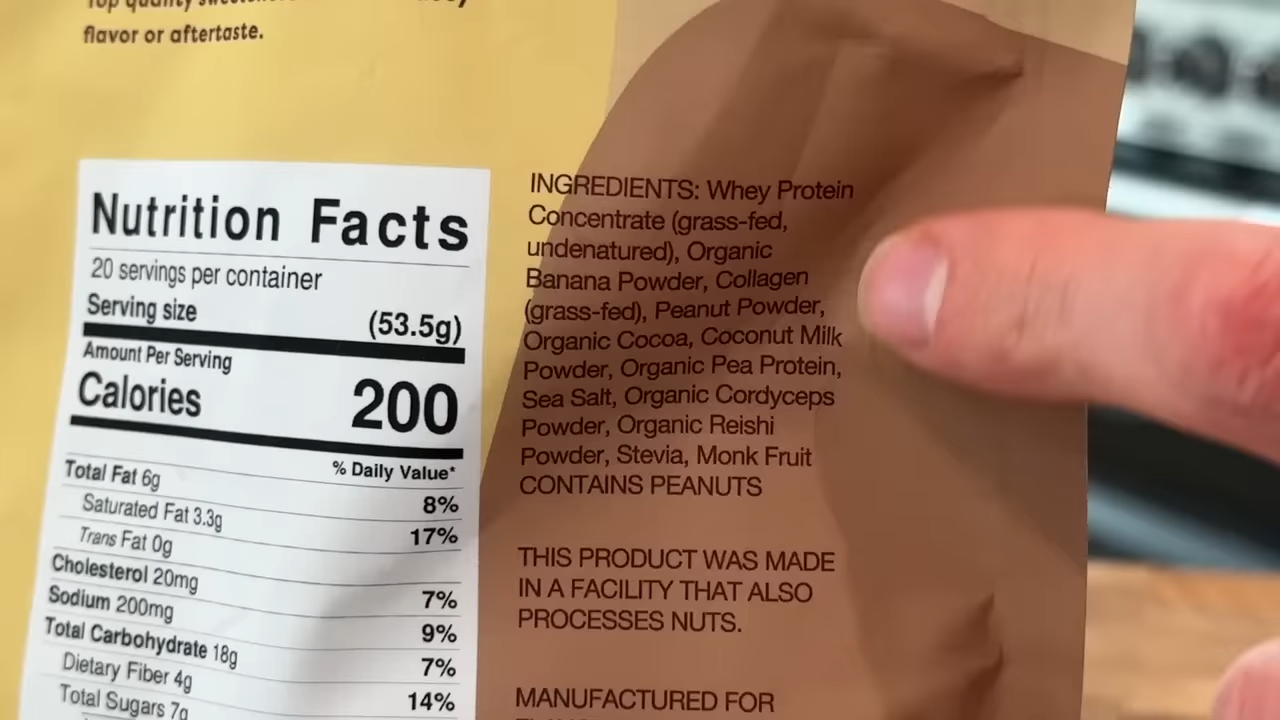 Top quality
flavor or aftertaste.
Nutrition Facts
20 servings per container
Serving size (53.5g)
Amount Per Serving
Calories 200
% Daily Value*
Total Fat 6g 8%
Saturated Fat 3.3g 17%
Trans Fat 0g
Cholesterol 20mg 7%
Sodium 200mg 9%
Total Carbohydrate 18g 7%
Dietary Fiber 4g 14%
Total Sugars 7g
INGREDIENTS: Whey Protein
Concentrate (grass-fed,
undenatured), Organic
Banana Powder, Collagen
(grass-fed), Peanut Powder,
Organic Cocoa, Coconut Milk
Powder, Organic Pea Protein,
Sea Salt, Organic Cordyceps
Powder, Organic Reishi
Powder, Stevia, Monk Fruit
CONTAINS PEANUTS
THIS PRODUCT WAS MADE
IN A FACILITY THAT ALSO
PROCESSES NUTS.
MANUFACTURED FOR